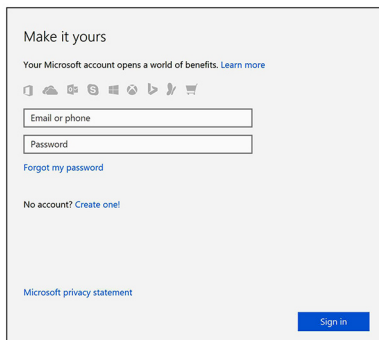 Make it yours
Your Microsoft account opens a world of benefits. Learn more
Email or phone
Password
Forgot my password
No account? Create one!
Microsoft privacy statement
Sign in